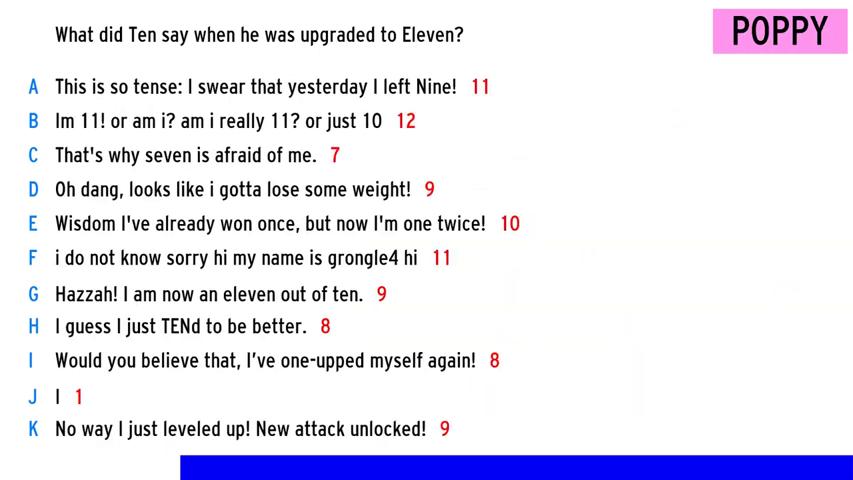 What did Ten say when he was upgraded to Eleven?
POPPY
A This is so tense: I swear that yesterday I left Nine! 11
B Im 11! or am i? am i really 11? or just 10 12
C That's why seven is afraid of me. 7
D Oh dang, looks like i gotta lose some weight! 9
E Wisdom I've already won once, but now I'm one twice! 10
F i do not know sorry hi my name is grongle4 hi 11
G Hazzah! I am now an eleven out of ten. 9
H I guess I just TENd to be better. 8
I Would you believe that, I've one-upped myself again! 8
J I 1
K No way I just leveled up! New attack unlocked! 9